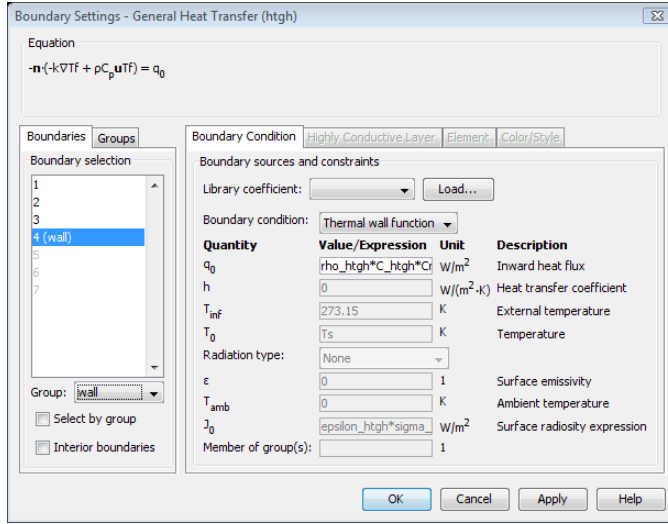 Boundary Settings - General Heat Transfer (htgh)
Equation
-n·(-k∇Tf + ρCpuTf) = q0
Boundaries Groups
Boundary selection
1
2
3
4 (wall)
5
6
7
Group: wall
Select by group
Interior boundaries
Boundary Condition Highly Conductive Layer Element Color/Style
Boundary sources and constraints
Library coefficient: Load...
Boundary condition: Thermal wall function
Quantity Value/Expression Unit Description
q0 rho_htgh*C_htgh*Cr W/m2 Inward heat flux
h 0 W/(m2·K) Heat transfer coefficient
Tinf 273.15 K External temperature
T0 Ts K Temperature
Radiation type: None
ε 0 1 Surface emissivity
Tamb 0 K Ambient temperature
J0 epsilon_htgh*sigma_ W/m2 Surface radiosity expression
Member of group(s): 1
OK Cancel Apply Help